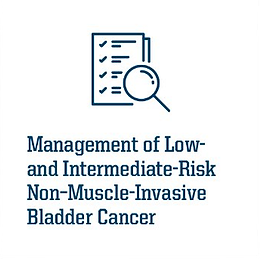 Management of Low-
and Intermediate-Risk
Non-Muscle-Invasive
Bladder Cancer